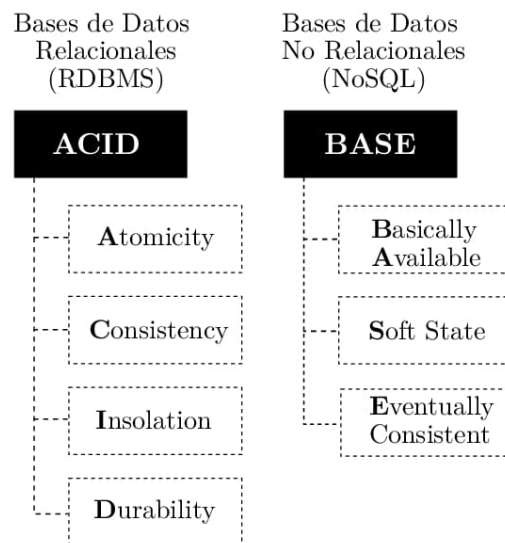 Bases de Datos
Relacionales
(RDBMS)
ACID
Atomicity
Consistency
Insolation
Durability
Bases de Datos
No Relacionales
(NoSQL)
BASE
Basically
Available
Soft State
Eventually
Consistent